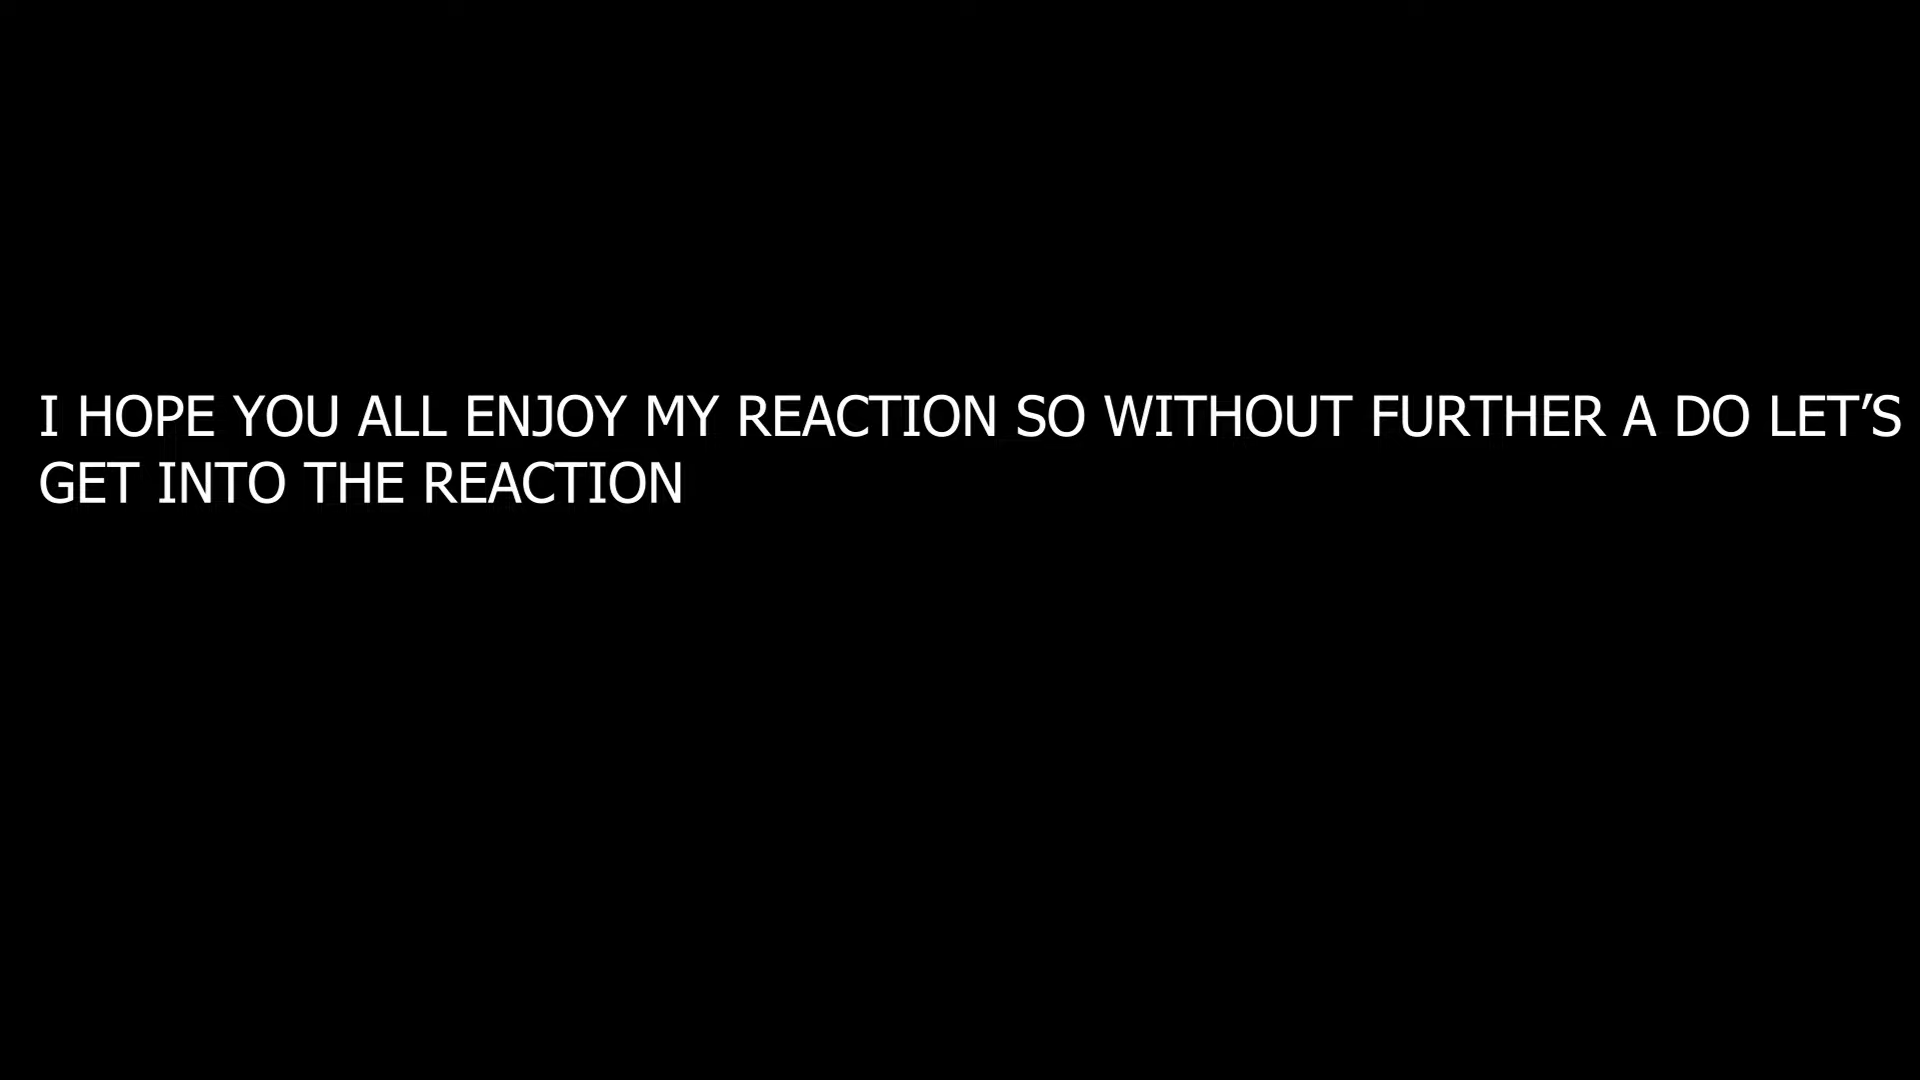 I HOPE YOU ALL ENJOY MY REACTION SO WITHOUT FURTHER A DO LET’S
GET INTO THE REACTION